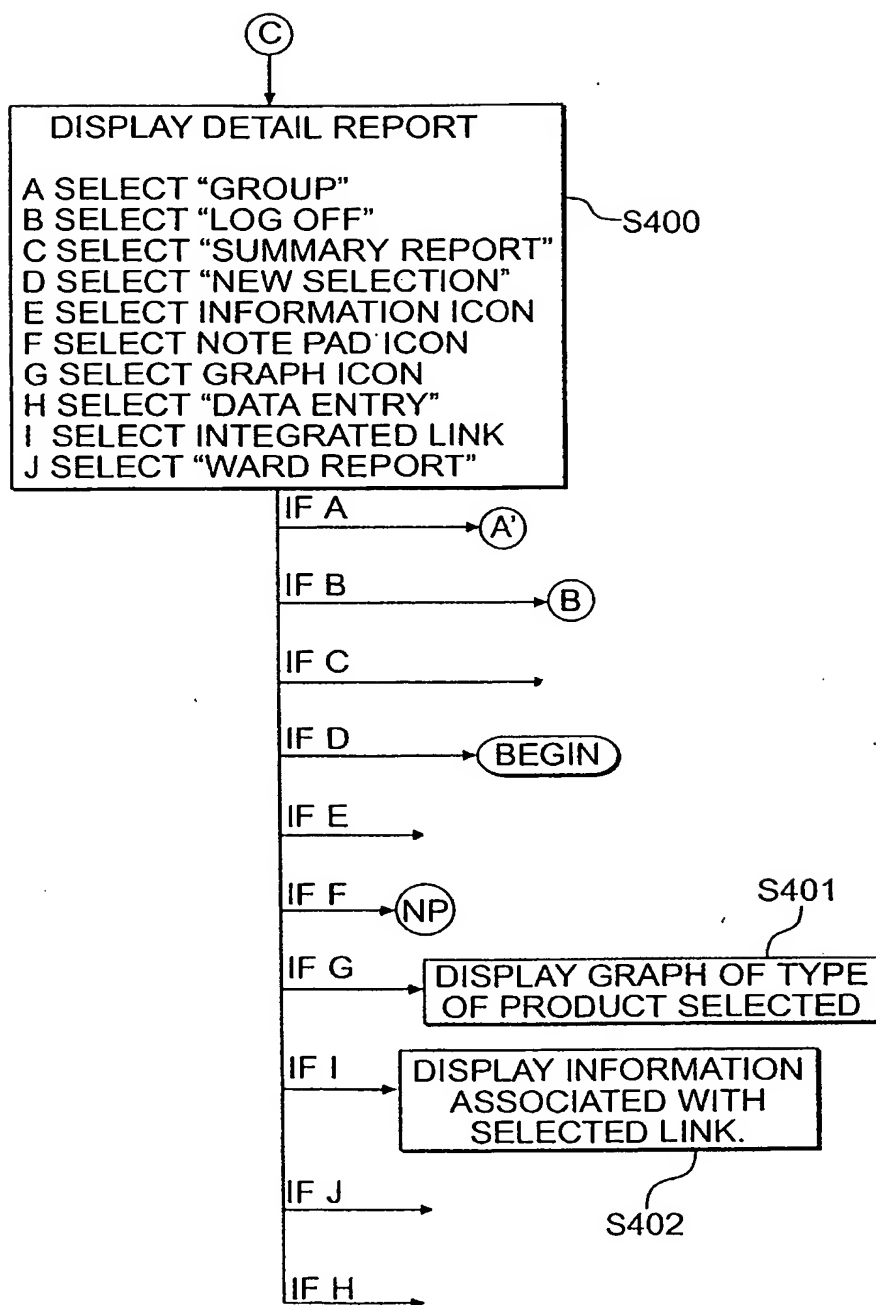 C
DISPLAY DETAIL REPORT
A SELECT “GROUP”
B SELECT “LOG OFF”
C SELECT “SUMMARY REPORT”
D SELECT “NEW SELECTION”
E SELECT INFORMATION ICON
F SELECT NOTE PAD ICON
G SELECT GRAPH ICON
H SELECT “DATA ENTRY”
I SELECT INTEGRATED LINK
J SELECT “WARD REPORT”
S400
IF A
A'
IF B
B
IF C
IF D
BEGIN
IF E
IF F
NP
S401
IF G
DISPLAY GRAPH OF TYPE
OF PRODUCT SELECTED
IF I
DISPLAY INFORMATION
ASSOCIATED WITH
SELECTED LINK.
S402
IF J
IF H